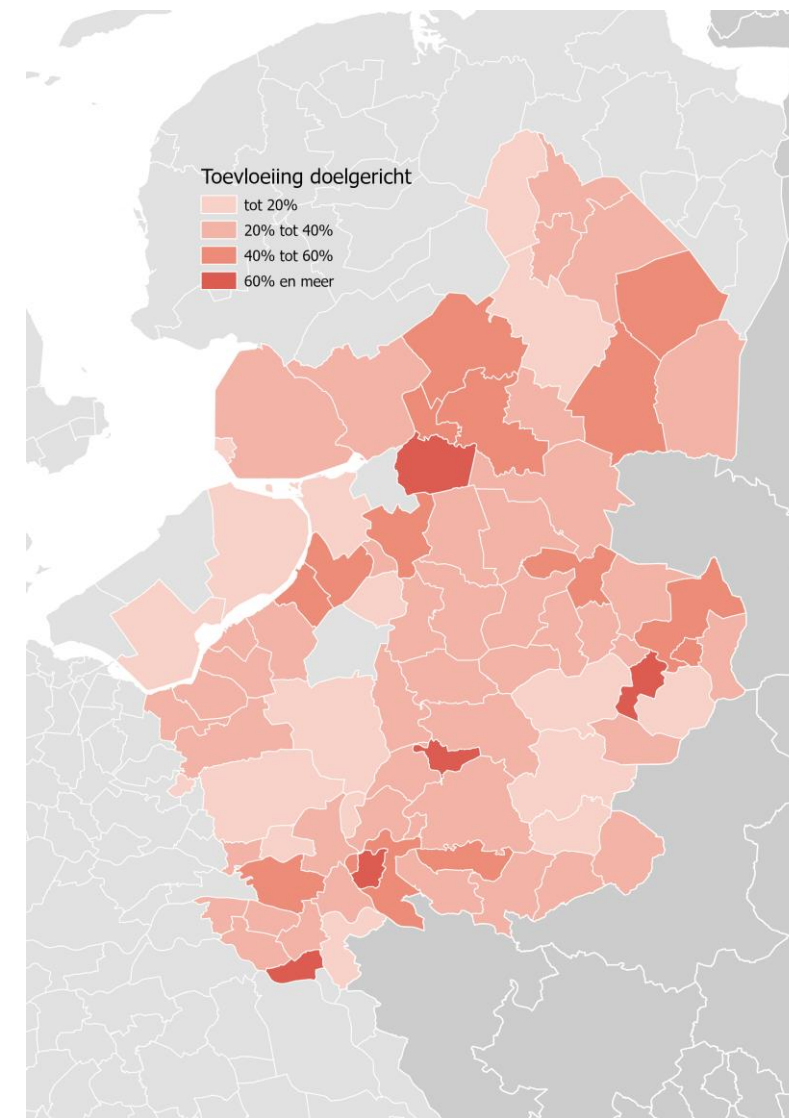 Toevloeiing doelgericht
tot 20%
20% tot 40%
40% tot 60%
60% en meer